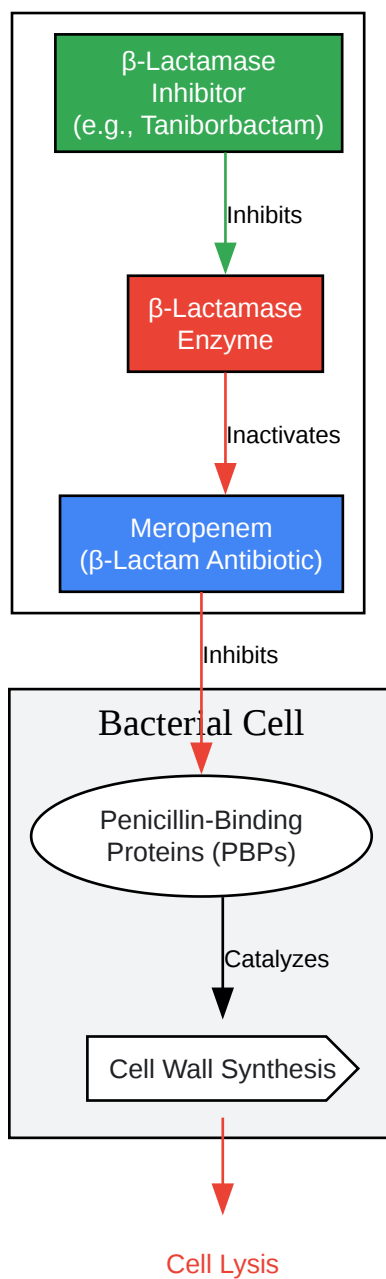 β-Lactamase
Inhibitor
(e.g., Taniborbactam)
Inhibits
β-Lactamase
Enzyme
Inactivates
Meropenem
(β-Lactam Antibiotic)
Inhibits
Bacterial Cell
Penicillin-Binding
Proteins (PBPs)
Catalyzes
Cell Wall Synthesis
Cell Lysis